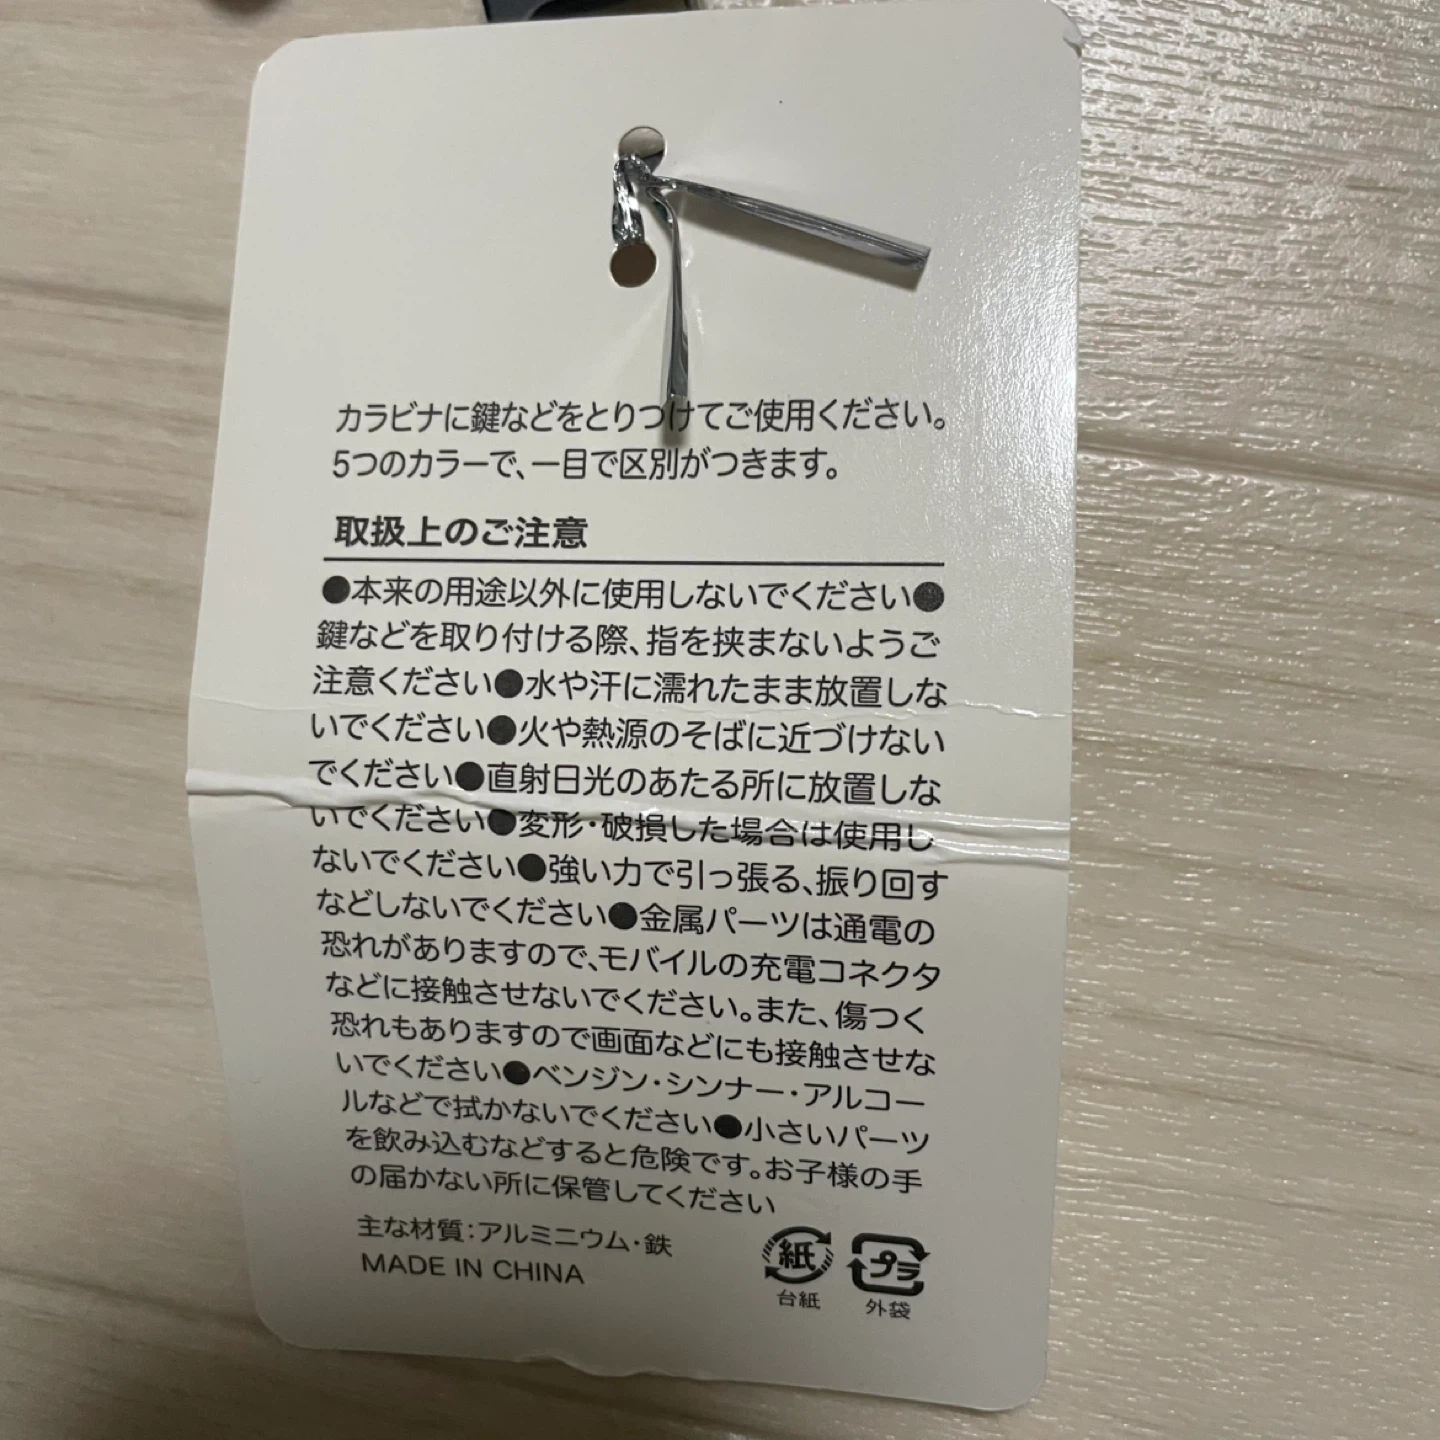 カラビナに鍵などをとりつけてご使用ください。
5つのカラーで、一目で区別がつきます。
取扱上のご注意
●本来の用途以外に使用しないでください●
鍵などを取り付ける際、指を挟まないようご
注意ください●水や汗に濡れたまま放置しな
いでください●火や熱源のそばに近づけない
でください●直射日光のあたる所に放置しな
いでください●変形・破損した場合は使用し
ないでください●強い力で引っ張る、振り回す
などしないでください●金属パーツは通電の
恐れがありますので、モバイルの充電コネクタ
などに接触させないでください。また、傷つく
恐れもありますので画面などにも接触させな
いでください●ベンジン・シンナー・アルコー
ルなどで拭かないでください●小さいパーツ
を飲み込むなどすると危険です。お子様の手
の届かない所に保管してください
主な材質：アルミニウム・鉄
MADE IN CHINA
紙 プラ
台紙 外袋